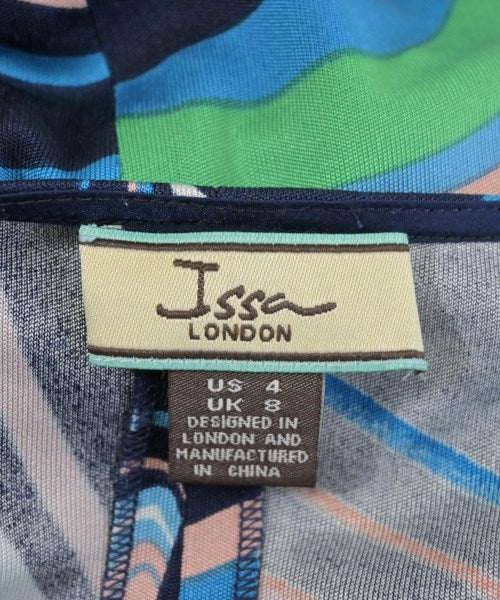 Issa
LONDON
US 4
UK 8
DESIGNED IN
LONDON AND
MANUFACTURED
IN CHINA